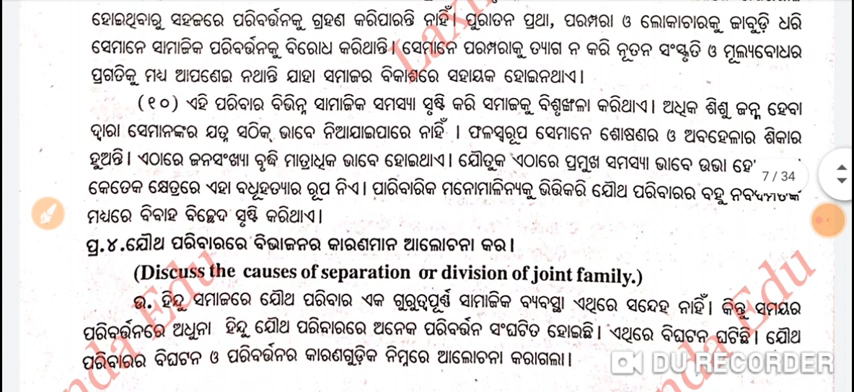 ହୋଇଥିବାରୁ ସହଜରେ ପରିବର୍ତ୍ତନକୁ ଗ୍ରହଣ କରିପାରନ୍ତି ନାହିଁ। ପୁରାତନ ପ୍ରଥା, ପରମ୍ପରା ଓ ଲୋକାଚାରକୁ ଜାବୁଡ଼ି ଧରି
ସେମାନେ ସାମାଜିକ ପରିବର୍ତ୍ତନକୁ ବିରୋଧ କରିଥାନ୍ତି। ସେମାନେ ପରମ୍ପରାକୁ ତ୍ୟାଗ ନ କରି ନୂତନ ସଂସ୍କୃତି ଓ ମୂଲ୍ୟବୋଧର
ପ୍ରଗତିକୁ ମଧ୍ୟ ଆପଣେଇ ନଥାନ୍ତି ଯାହା ସମାଜର ବିକାଶରେ ସହାୟକ ହୋଇନଥାଏ।
(୧୦) ଏହି ପରିବାର ବିଭିନ୍ନ ସାମାଜିକ ସମସ୍ୟା ସୃଷ୍ଟି କରି ସମାଜକୁ ବିଶୃଙ୍ଖଳା କରିଥାଏ। ଅଧିକ ଶିଶୁ ଜନ୍ମ ହେବା
ଦ୍ୱାରା ସେମାନଙ୍କର ଯତ୍ନ ସଠିକ୍ ଭାବେ ନିଆଯାଇପାରେ ନାହିଁ । ଫଳସ୍ୱରୂପ ସେମାନେ ଶୋଷଣର ଓ ଅବହେଳାର ଶିକାର
ହୁଅନ୍ତି। ଏଠାରେ ଜନସଂଖ୍ୟା ବୃଦ୍ଧି ମାତ୍ରାଧିକ ଭାବେ ହୋଇଥାଏ। ଯୌତୁକ ଏଠାରେ ପ୍ରମୁଖ ସମସ୍ୟା ଭାବେ ଉଭା
7 / 34
କେତେକ କ୍ଷେତ୍ରରେ ଏହା ବଧୂହତ୍ୟାର ରୂପ ନିଏ। ପାରିବାରିକ ମନୋମାଳିନ୍ୟକୁ ଭିତ୍ତିକରି ଯୌଥ ପରିବାରର ବହୁ
ମଧ୍ୟରେ ବିବାହ ବିଚ୍ଛେଦ ସୃଷ୍ଟି କରିଥାଏ।
ପ୍ର.୪.ଯୌଥ ପରିବାରରେ ବିଭାଜନର କାରଣମାନ ଆଲୋଚନା କର।
(Discuss the causes of separation or division of joint family.)
ଉ. ହିନ୍ଦୁ ସମାଜରେ ଯୌଥ ପରିବାର ଏକ ଗୁରୁତ୍ୱପୂର୍ଣ୍ଣ ସାମାଜିକ ବ୍ୟବସ୍ଥା ଏଥିରେ ସନ୍ଦେହ ନାହିଁ। କିନ୍ତୁ ସମୟର
ପରିବର୍ତ୍ତନରେ ଅଧୁନା ହିନ୍ଦୁ ଯୌଥ ପରିବାରରେ ଅନେକ ପରିବର୍ତ୍ତନ ସଂଘଟିତ ହୋଇଛି। ଏଥିରେ ବିଘଟନ ଘଟିଛି। ଯୌଥ
ପରିବାରର ବିଘଟନ ଓ ପରିବର୍ତ୍ତନର କାରଣଗୁଡ଼ିକ ନିମ୍ନରେ ଆଲୋଚନା କରାଗଲା।
DU RECORDER